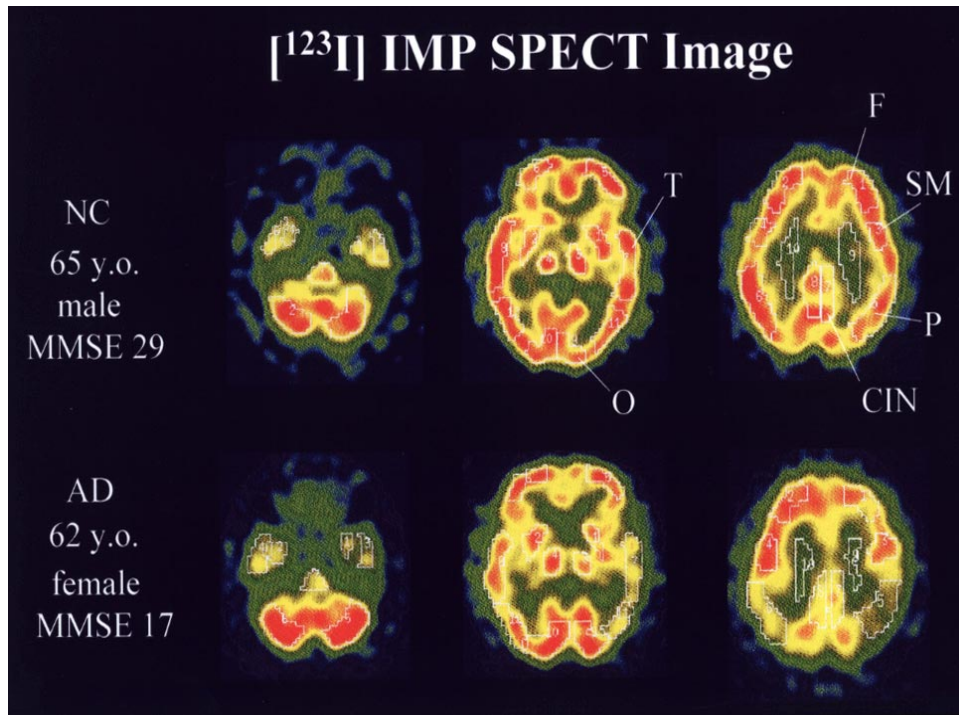 [¹²³I] IMP SPECT Image
NC
65 y.o.
male
MMSE 29
F
T
SM
P
O
CIN
AD
62 y.o.
female
MMSE 17